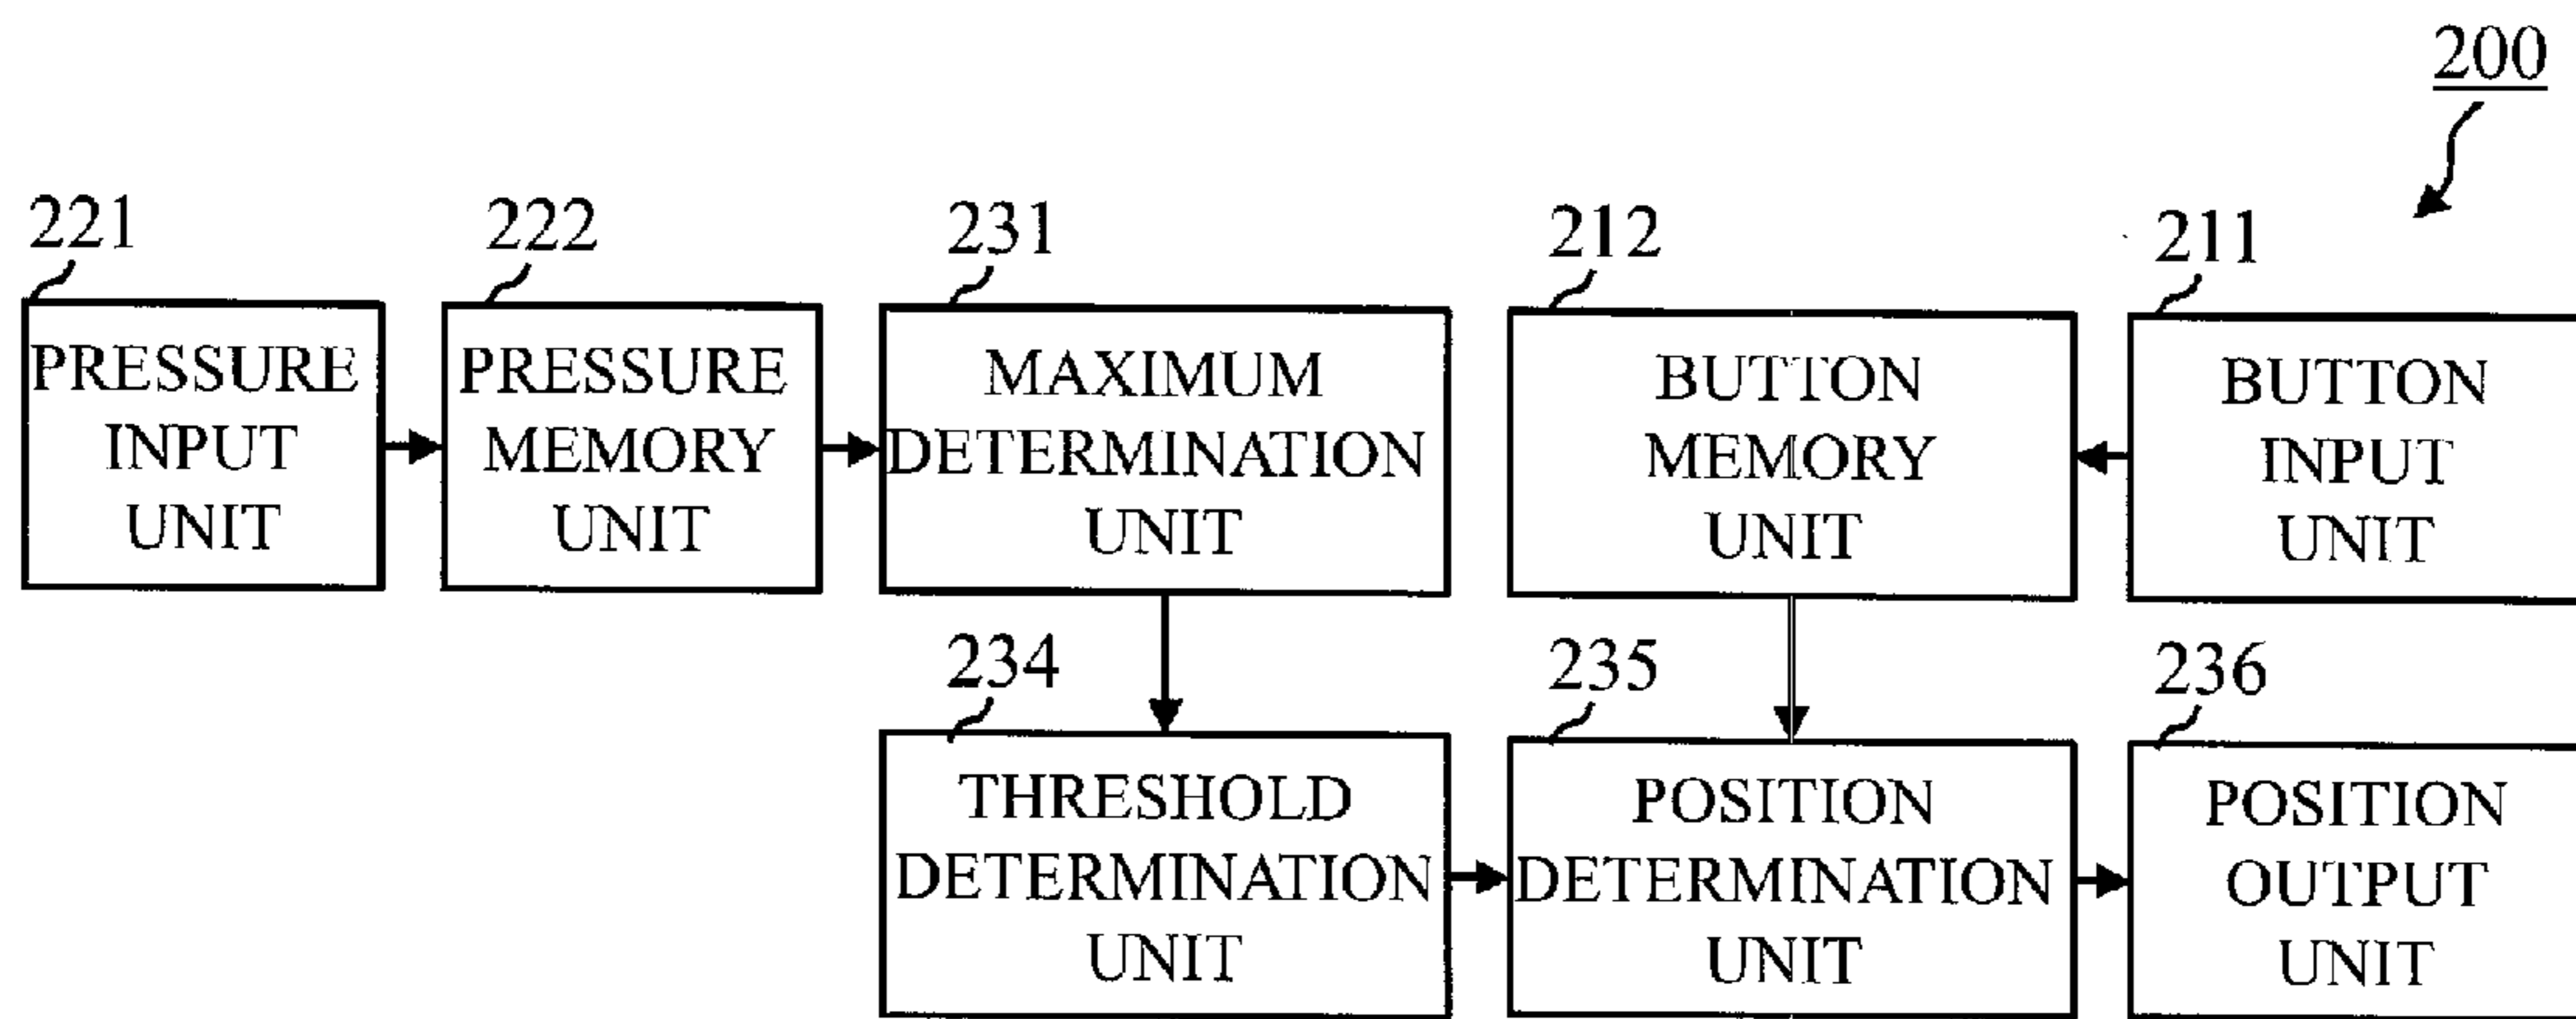 200
221
222
231
212
211
PRESSURE
INPUT
UNIT
PRESSURE
MEMORY
UNIT
MAXIMUM
DETERMINATION
UNIT
BUTTON
MEMORY
UNIT
BUTTON
INPUT
UNIT
234
235
236
THRESHOLD
DETERMINATION
UNIT
POSITION
DETERMINATION
UNIT
POSITION
OUTPUT
UNIT